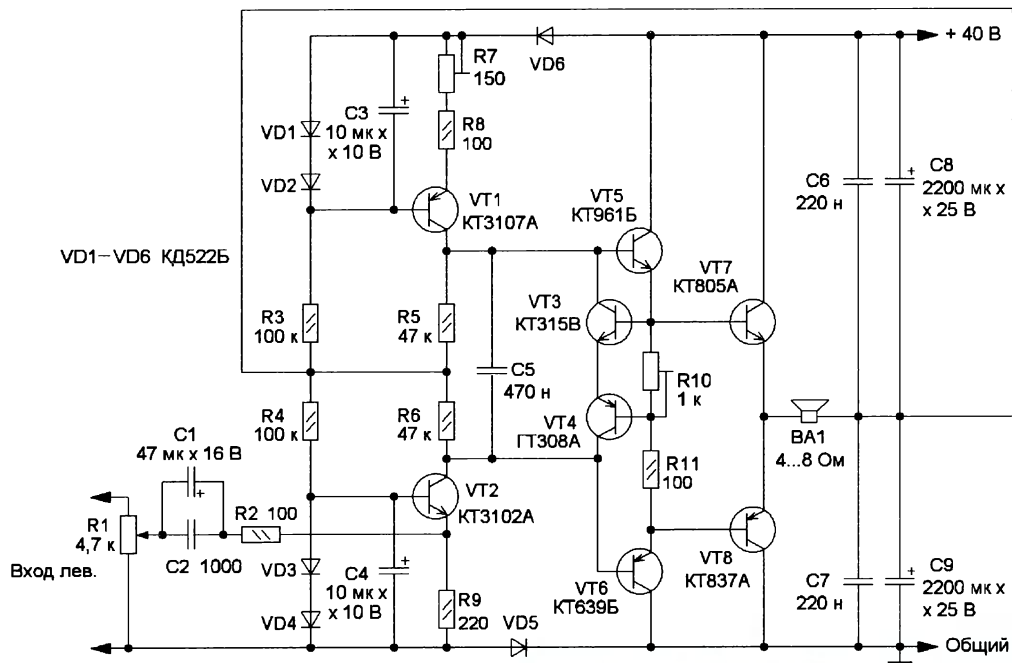 + 40 В
VD6
R7
150
C3
10 мк х
х 10 В
R8
100
VD1
VD2
VT1
КТ3107А
VT5
КТ961Б
C6
220 н
C8
2200 мк х
х 25 В
VD1–VD6 КД522Б
VT7
КТ805А
VT3
КТ315В
R3
100 к
R5
47 к
C5
470 н
R10
1 к
R4
100 к
R6
47 к
VT4
ГТ308А
BA1
4...8 Ом
C1
47 мк х 16 В
R11
100
VT2
КТ3102А
R2 100
R1
4,7 к
C2 1000
Вход лев.
VD3
VD4
C4
10 мк х
х 10 В
R9
220
VD5
VT6
КТ639Б
VT8
КТ837А
C7
220 н
C9
2200 мк х
х 25 В
Общий